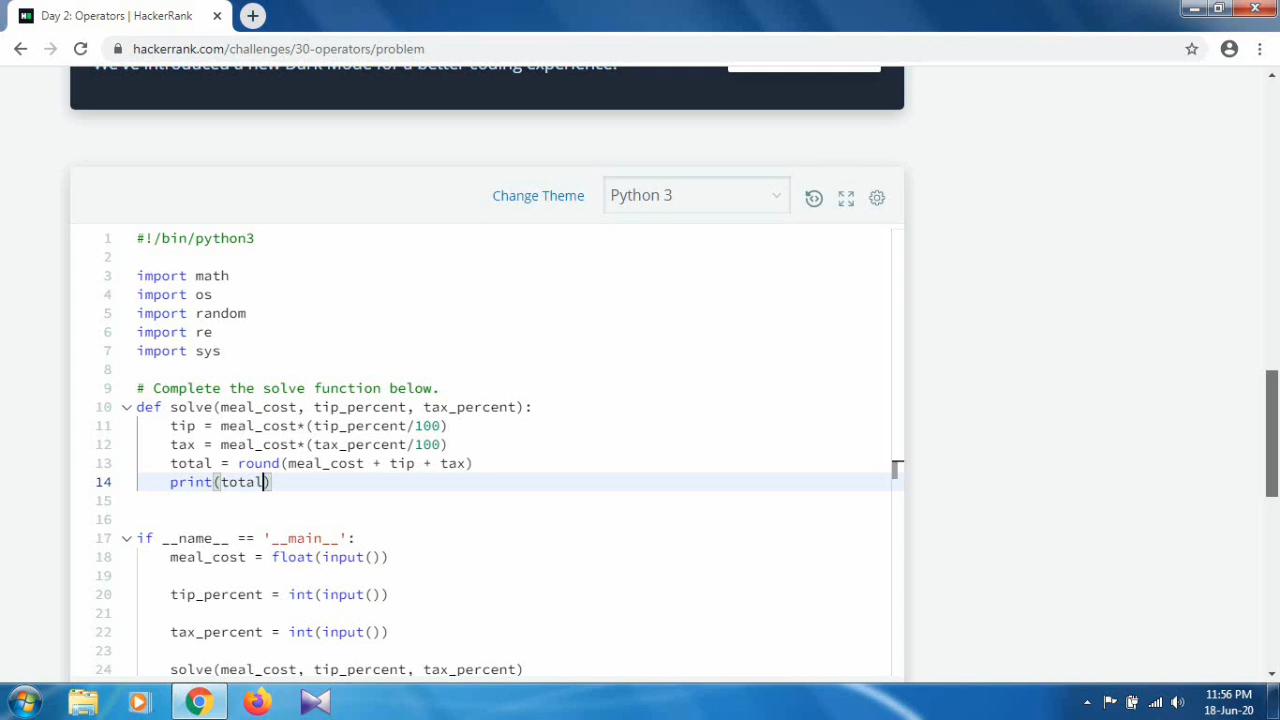 Day 2: Operators | HackerRank
hackerrank.com/challenges/30-operators/problem
We've introduced a new Dark Mode for a better coding experience!
Change Theme
Python 3
1 #!/bin/python3
2
3 import math
4 import os
5 import random
6 import re
7 import sys
8
9 # Complete the solve function below.
10 def solve(meal_cost, tip_percent, tax_percent):
11 tip = meal_cost*(tip_percent/100)
12 tax = meal_cost*(tax_percent/100)
13 total = round(meal_cost + tip + tax)
14 print(total)
15
16
17 if __name__ == '__main__':
18 meal_cost = float(input())
19
20 tip_percent = int(input())
21
22 tax_percent = int(input())
23
24 solve(meal_cost, tip_percent, tax_percent)
11:56 PM
18-Jun-20